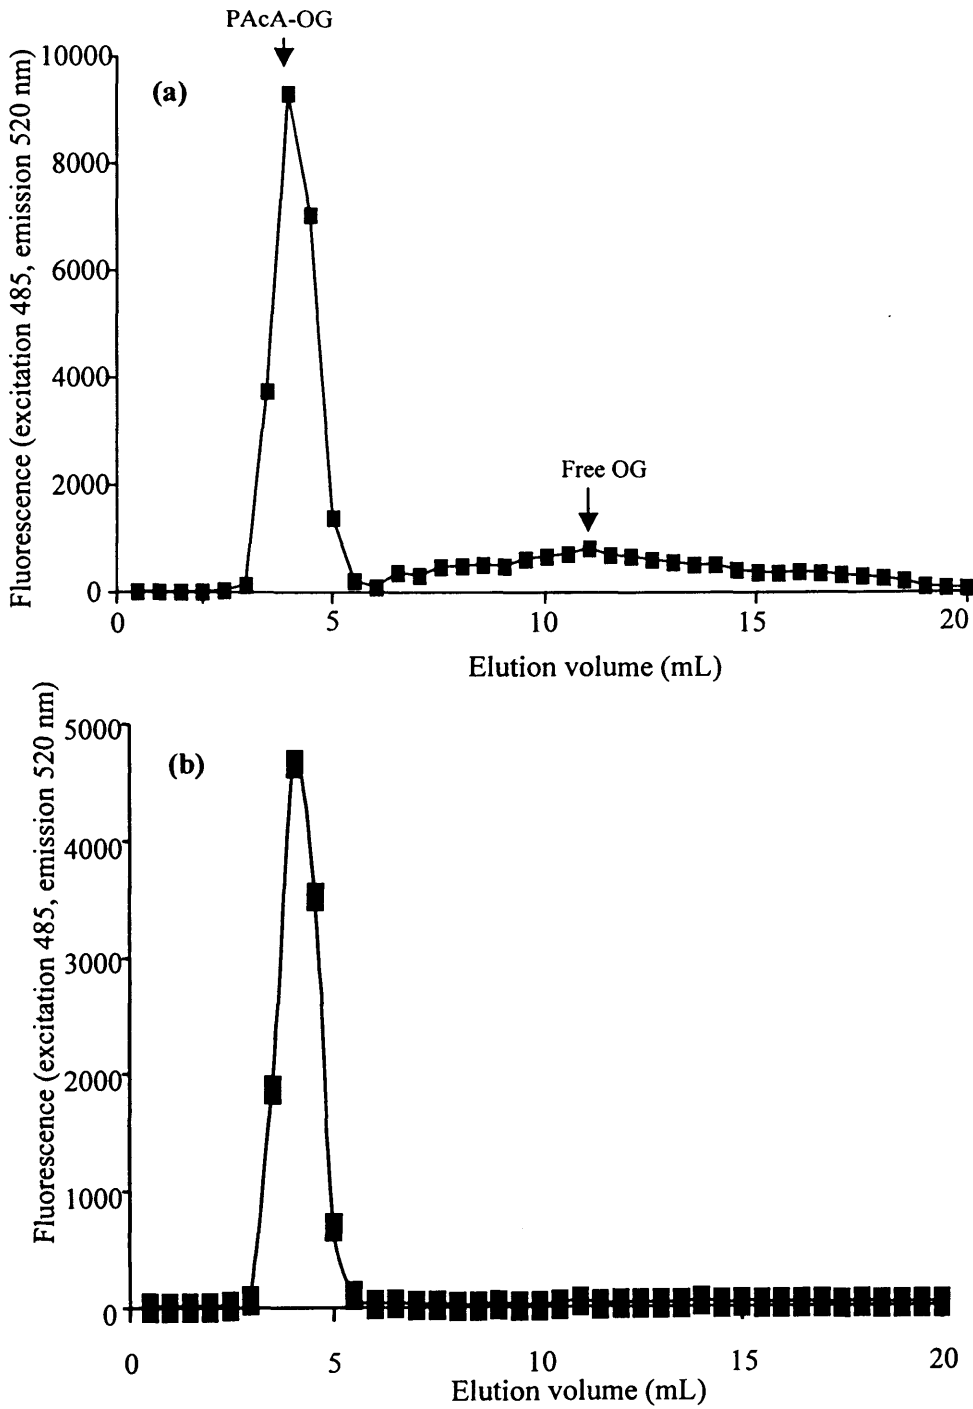 PAcA-OG
(a)
Fluorescence (excitation 485, emission 520 nm)
10000
8000
6000
4000
2000
0
Free OG
0 5 10 15 20
Elution volume (mL)
(b)
Fluorescence (excitation 485, emission 520 nm)
5000
4000
3000
2000
1000
0
0 5 10 15 20
Elution volume (mL)